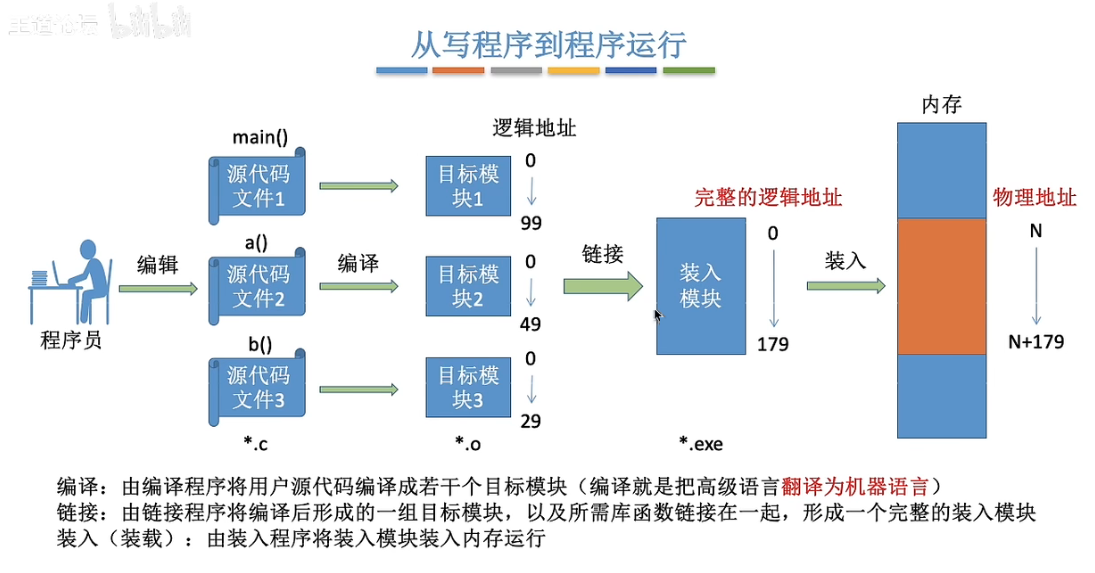 王道论坛 bilibili
从写程序到程序运行
内存
main()
逻辑地址
源代码
文件1
目标模
块1
0
99
完整的逻辑地址
物理地址
a()
编辑
源代码
文件2
编译
目标模
块2
0
49
链接
装入
模块
0
179
装入
N
N+179
程序员
b()
源代码
文件3
目标模
块3
0
29
*.c
*.o
*.exe
编译：由编译程序将用户源代码编译成若干个目标模块（编译就是把高级语言翻译为机器语言）
链接：由链接程序将编译后形成的一组目标模块，以及所需库函数链接在一起，形成一个完整的装入模块
装入（装载）：由装入程序将装入模块装入内存运行